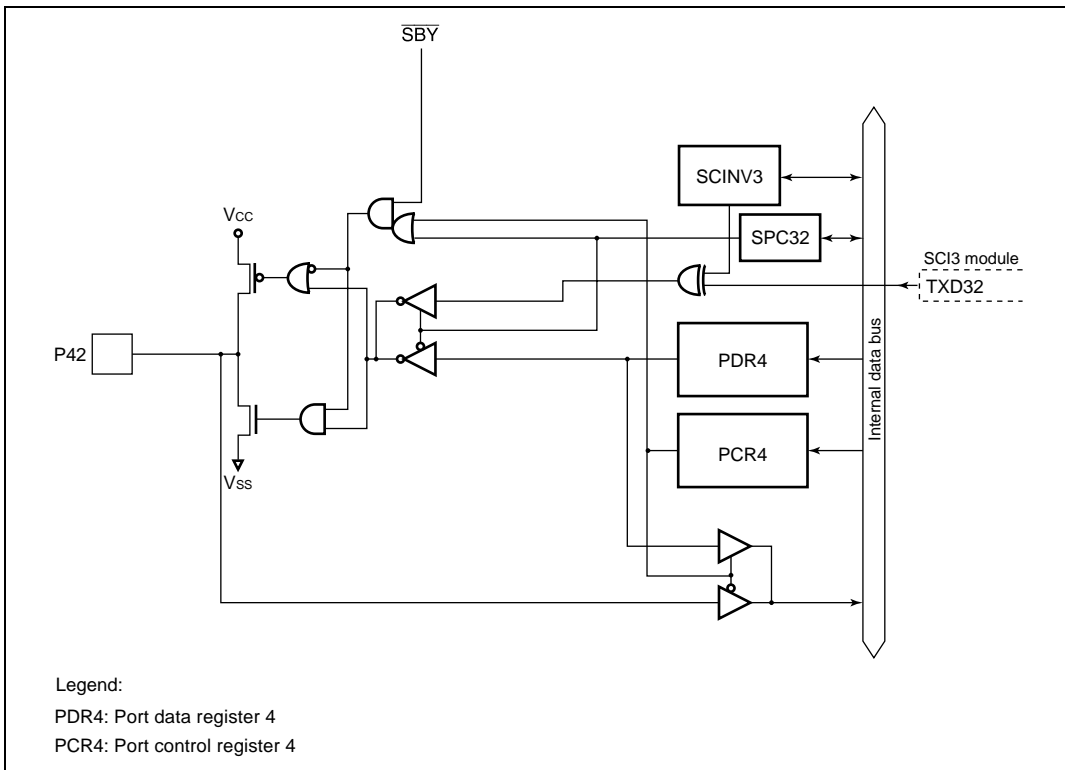 SBY
SCINV3
VCC
SPC32
SCI3 module
TXD32
P42
PDR4
Internal data bus
PCR4
VSS
Legend:
PDR4: Port data register 4
PCR4: Port control register 4